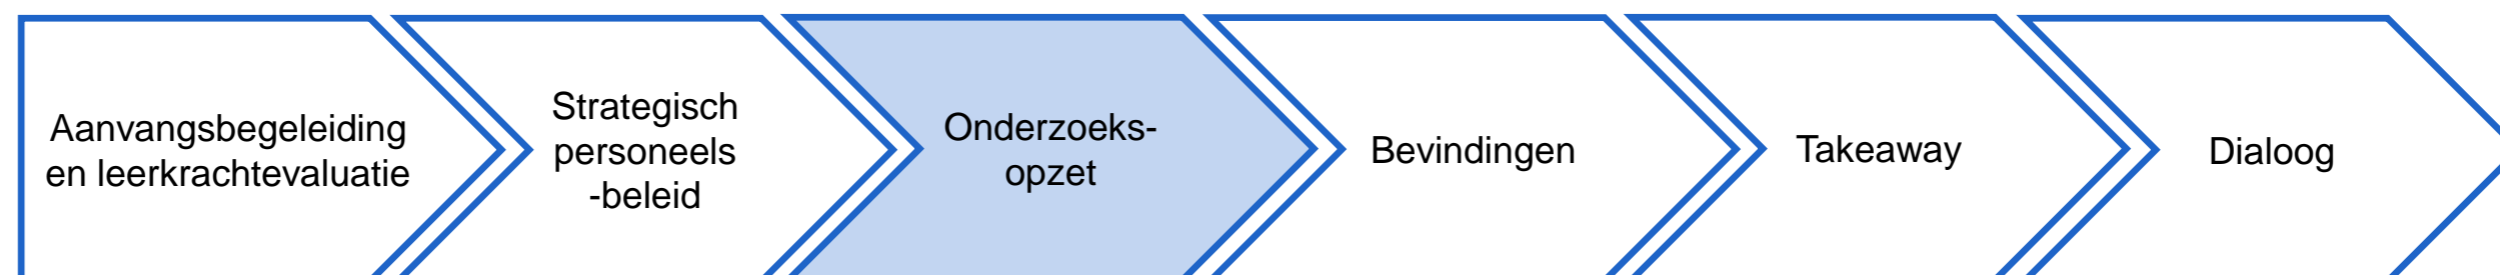 Aanvangsbegeleiding
en leerkrachtevaluatie
Strategisch
personeels
-beleid
Onderzoeks-
opzet
Bevindingen
Takeaway
Dialoog